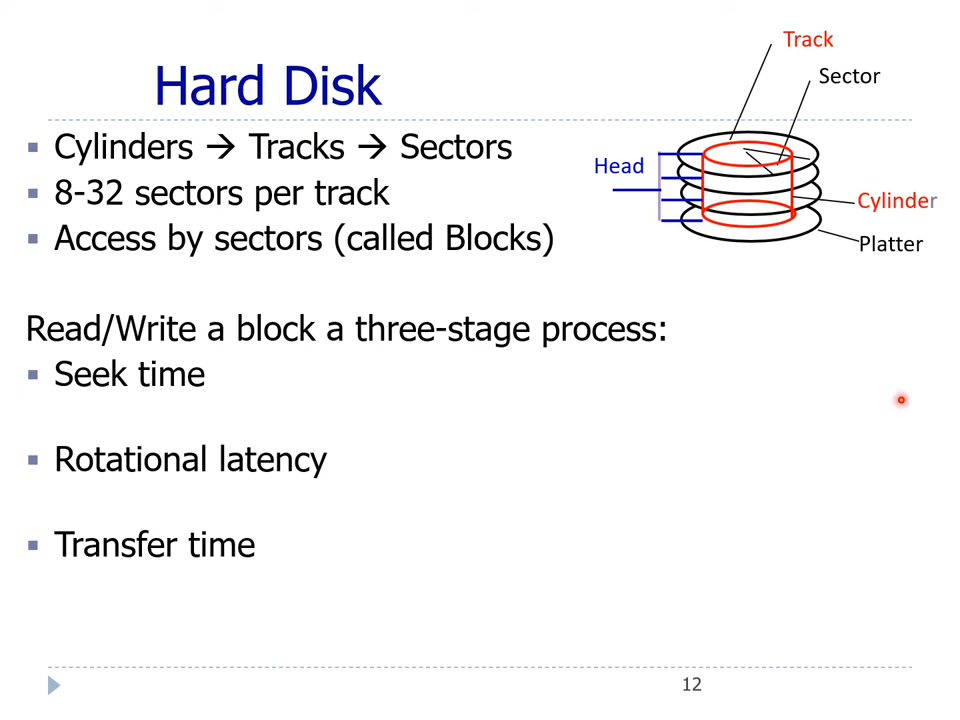 Hard Disk
Track
Sector
Head
Cylinder
Platter
Cylinders → Tracks → Sectors
8-32 sectors per track
Access by sectors (called Blocks)
Read/Write a block a three-stage process:
Seek time
Rotational latency
Transfer time
12